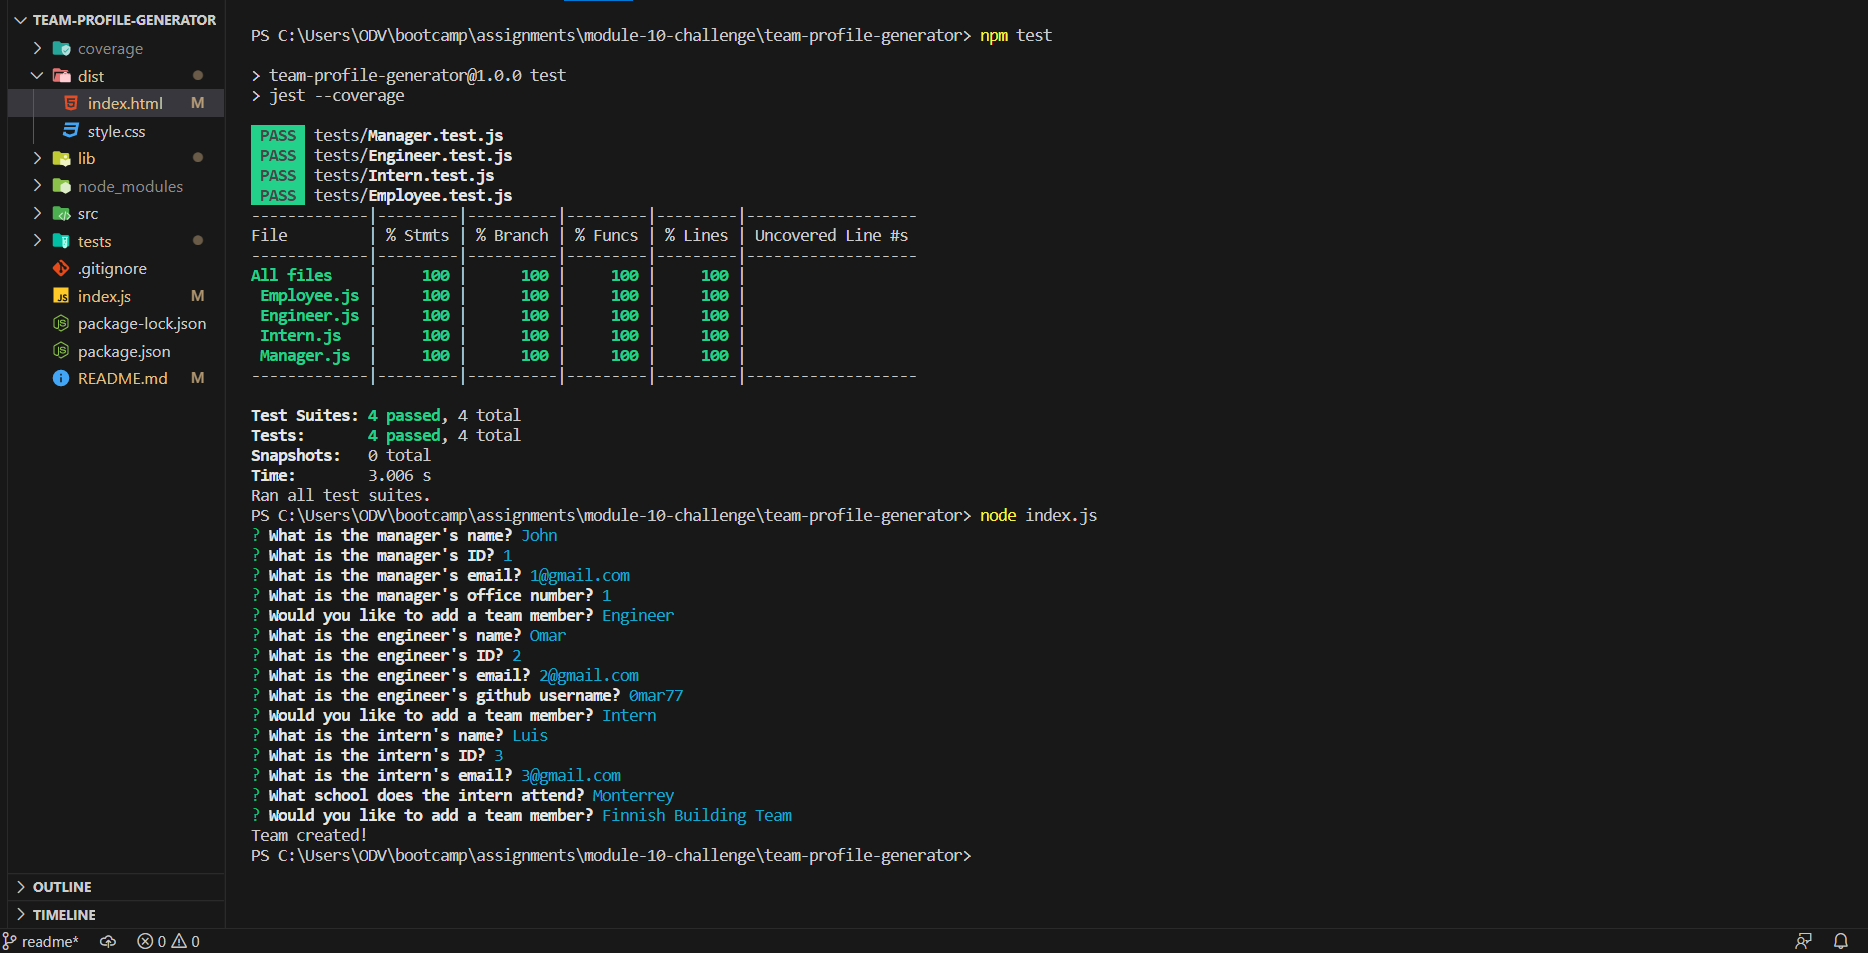 TEAM-PROFILE-GENERATOR
coverage
dist
index.html M
style.css
lib
node_modules
src
tests
.gitignore
index.js M
package-lock.json
package.json
README.md M
OUTLINE
TIMELINE
PS C:\Users\ODV\bootcamp\assignments\module-10-challenge\team-profile-generator> npm test
> team-profile-generator@1.0.0 test
> jest --coverage
PASS tests/Manager.test.js
PASS tests/Engineer.test.js
PASS tests/Intern.test.js
PASS tests/Employee.test.js
-------------|---------|----------|---------|---------|-------------------
File         | % Stmts | % Branch | % Funcs | % Lines | Uncovered Line #s
-------------|---------|----------|---------|---------|-------------------
All files    |     100 |      100 |     100 |     100 |
 Employee.js |     100 |      100 |     100 |     100 |
 Engineer.js |     100 |      100 |     100 |     100 |
 Intern.js   |     100 |      100 |     100 |     100 |
 Manager.js  |     100 |      100 |     100 |     100 |
-------------|---------|----------|---------|---------|-------------------
Test Suites: 4 passed, 4 total
Tests:       4 passed, 4 total
Snapshots:   0 total
Time:        3.006 s
Ran all test suites.
PS C:\Users\ODV\bootcamp\assignments\module-10-challenge\team-profile-generator> node index.js
? What is the manager's name? John
? What is the manager's ID? 1
? What is the manager's email? 1@gmail.com
? What is the manager's office number? 1
? Would you like to add a team member? Engineer
? What is the engineer's name? Omar
? What is the engineer's ID? 2
? What is the engineer's email? 2@gmail.com
? What is the engineer's github username? 0mar77
? Would you like to add a team member? Intern
? What is the intern's name? Luis
? What is the intern's ID? 3
? What is the intern's email? 3@gmail.com
? What school does the intern attend? Monterrey
? Would you like to add a team member? Finnish Building Team
Team created!
PS C:\Users\ODV\bootcamp\assignments\module-10-challenge\team-profile-generator>
readme* 0 0